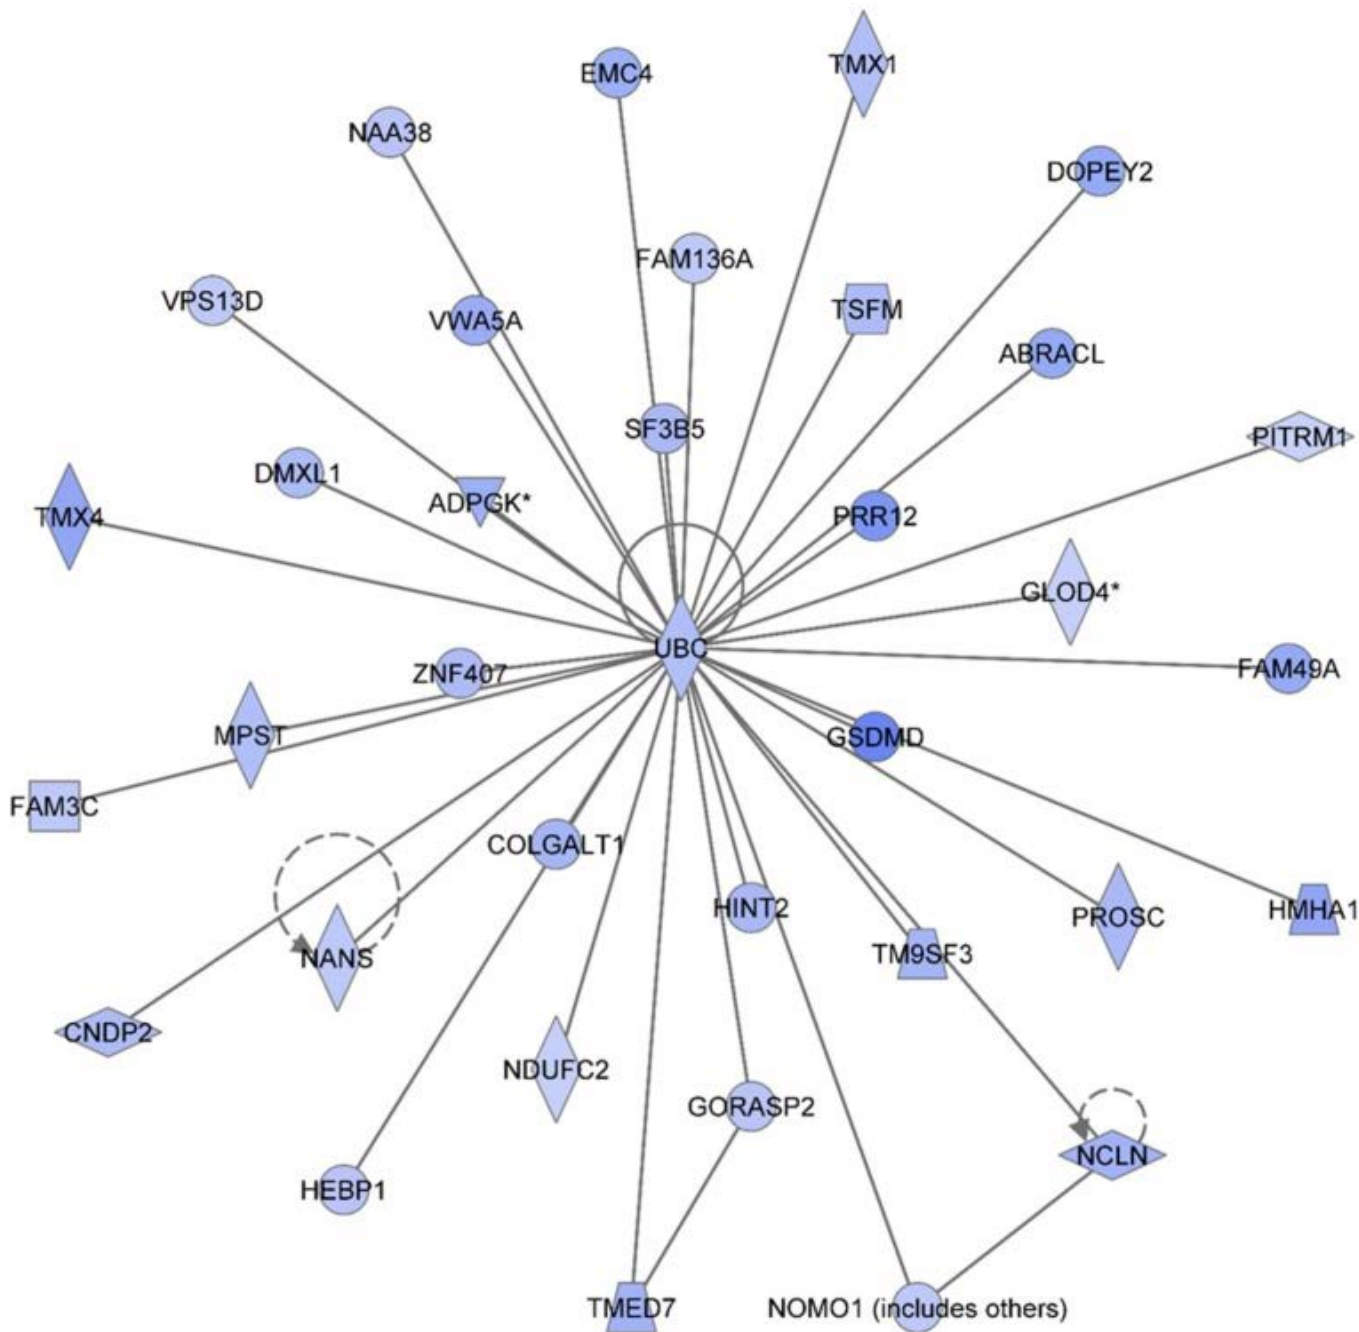 TMX1
EMC4
NAA38
DOPEY2
FAM136A
VPS13D
TSFM
VWA5A
ABRACL
SF3B5
PITRM1
DMXL1
ADPGK*
TMX4
PRR12
GLOD4*
UBC
FAM49A
ZNF407
MPST
GSDMD
FAM3C
COLGALT1
HINT2
HMHA1
PROSC
TM9SF3
NANS
CNDP2
NDUFC2
GORASP2
NCLN
HEBP1
TMED7
NOMO1 (includes others)